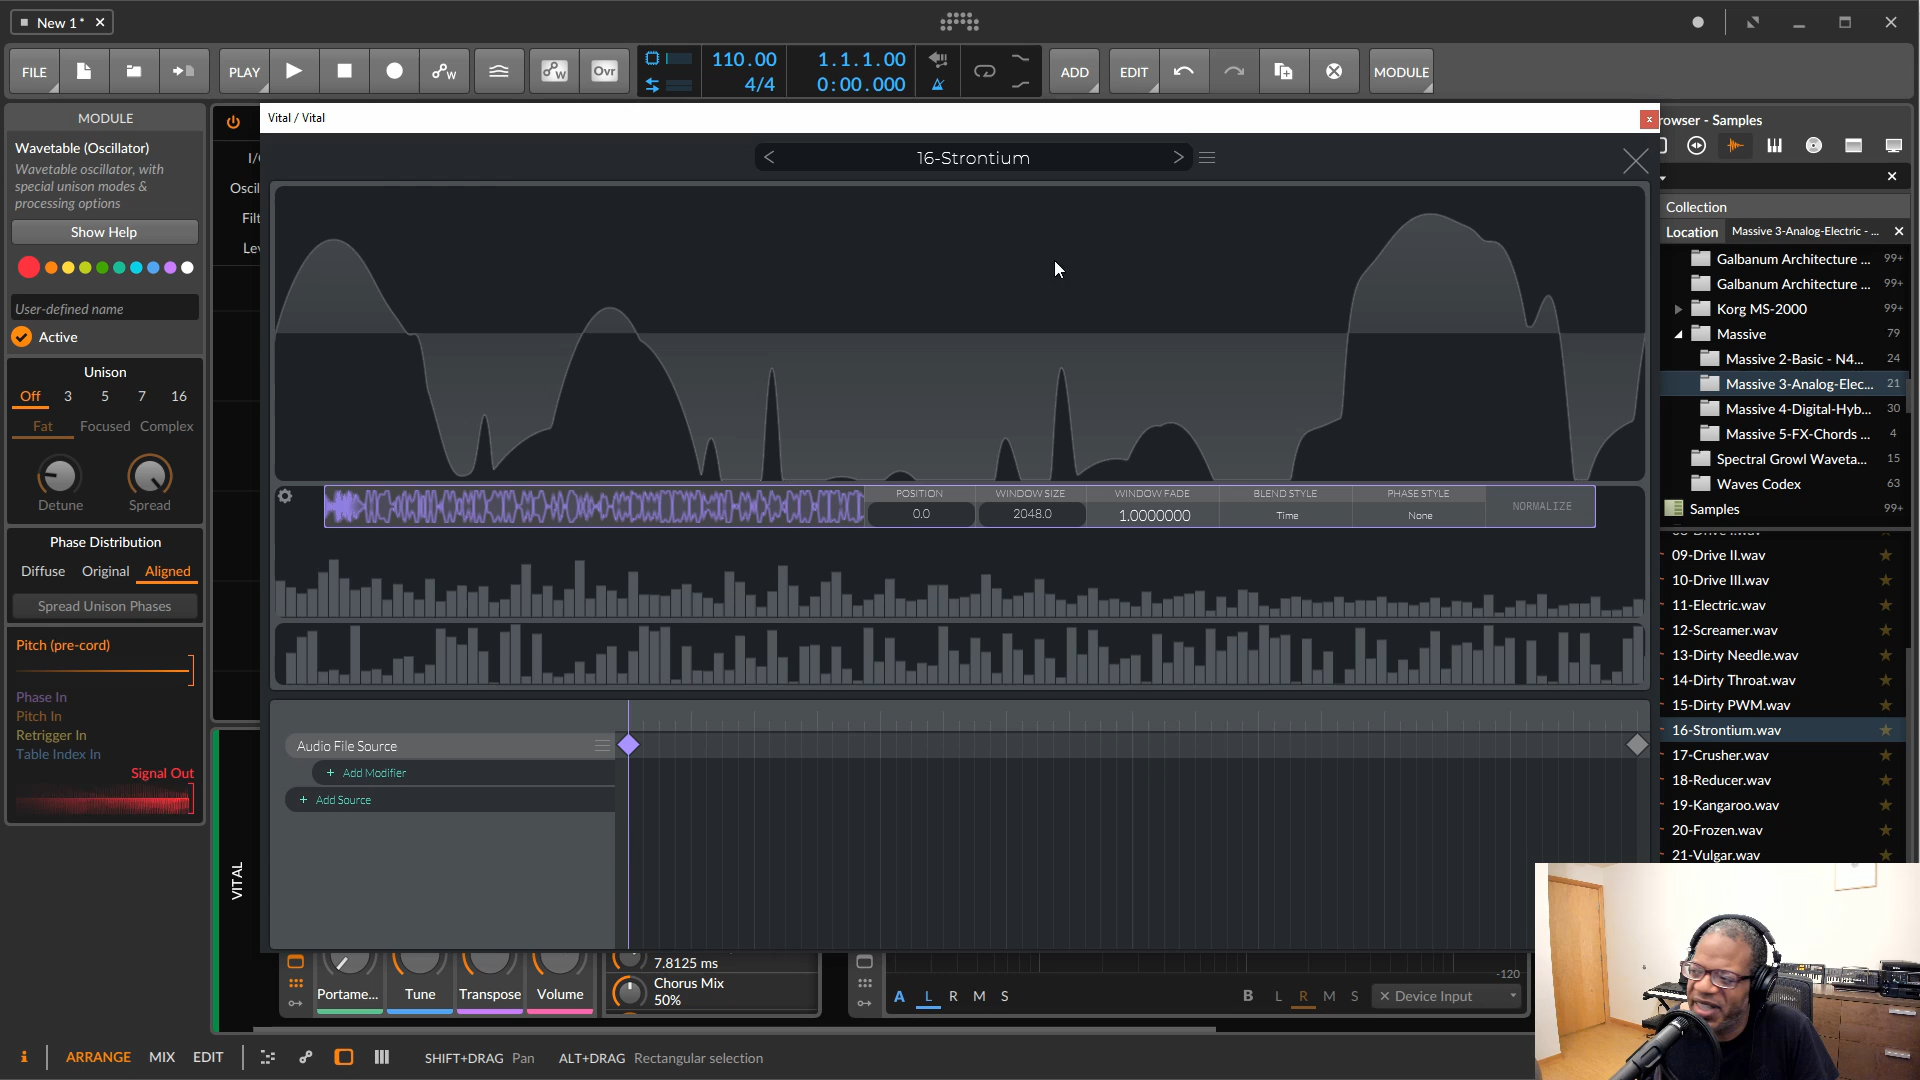 New 1*
FILE
PLAY
Ovr
110.00
4/4
1.1.1.00
0:00.000
ADD
EDIT
MODULE
MODULE
Wavetable (Oscillator)
Wavetable oscillator, with
special unison modes &
processing options
Show Help
User-defined name
Active
Unison
Off 3 5 7 16
Fat Focused Complex
Detune Spread
Phase Distribution
Diffuse Original Aligned
Spread Unison Phases
Pitch (pre-cord)
Phase In
Pitch In
Retrigger In
Table Index In
Signal Out
VITAL
Vital / Vital
16-Strontium
POSITION
0.0
WINDOW SIZE
2048.0
WINDOW FADE
1.0000000
BLEND STYLE
Time
PHASE STYLE
None
NORMALIZE
Audio File Source
+ Add Modifier
+ Add Source
Portame...
Tune
Transpose
Volume
7.8125 ms
Chorus Mix
50%
A L R M S
-120
B L R M S
× Device Input
rowser - Samples
Collection
Location
Massive 3-Analog-Electric - ...
Galbanum Architecture ... 99+
Galbanum Architecture ... 99+
Korg MS-2000 99+
Massive 79
Massive 2-Basic - N4... 24
Massive 3-Analog-Elec... 21
Massive 4-Digital-Hyb... 30
Massive 5-FX-Chords ... 4
Spectral Growl Waveta... 15
Waves Codex 63
Samples 99+
09-Drive II.wav
10-Drive III.wav
11-Electric.wav
12-Screamer.wav
13-Dirty Needle.wav
14-Dirty Throat.wav
15-Dirty PWM.wav
16-Strontium.wav
17-Crusher.wav
18-Reducer.wav
19-Kangaroo.wav
20-Frozen.wav
21-Vulgar.wav
i ARRANGE MIX EDIT
SHIFT+DRAG Pan
ALT+DRAG Rectangular selection